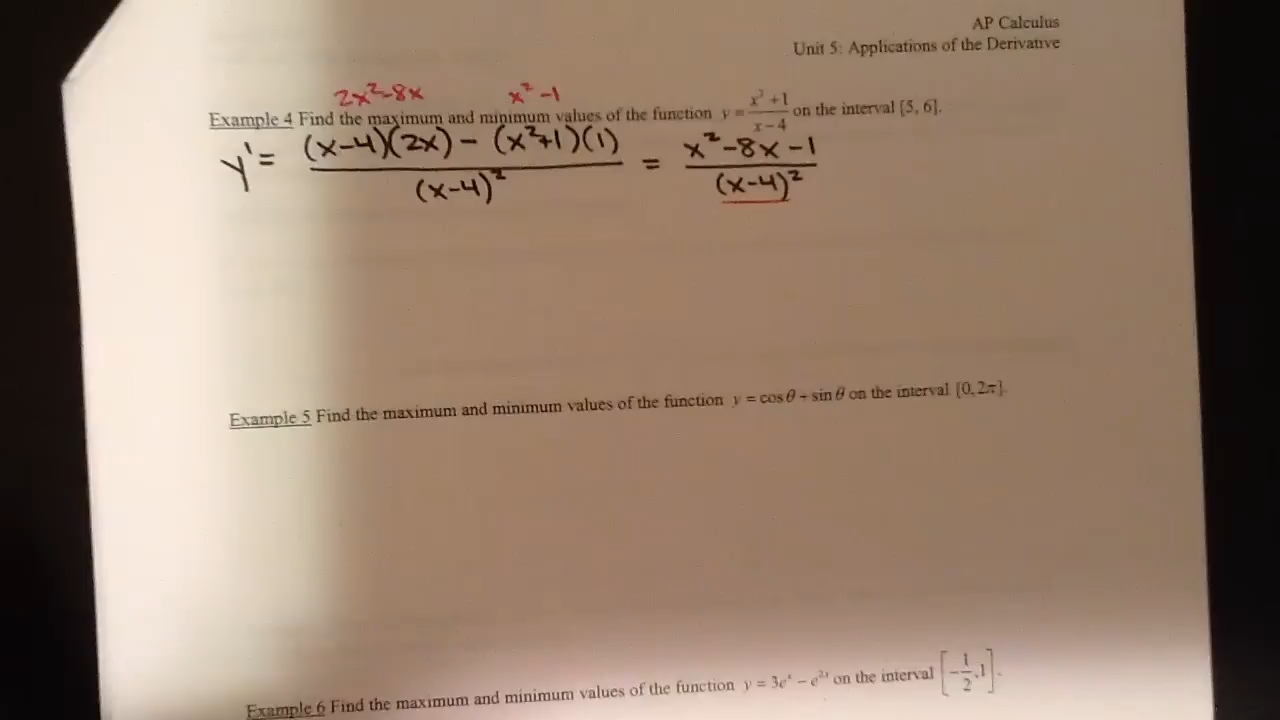 AP Calculus
Unit 5: Applications of the Derivative
2x²-8x x²-1
Example 4 Find the maximum and minimum values of the function y = x²+1/x-4 on the interval [5, 6].
y' = (x-4)(2x) - (x²+1)(1)/(x-4)² = x²-8x-1/(x-4)²
Example 5 Find the maximum and minimum values of the function y = cosθ + sinθ on the interval [0, 2π].
Example 6 Find the maximum and minimum values of the function y = 3eˣ - e²ˣ on the interval [-1/2, 1].